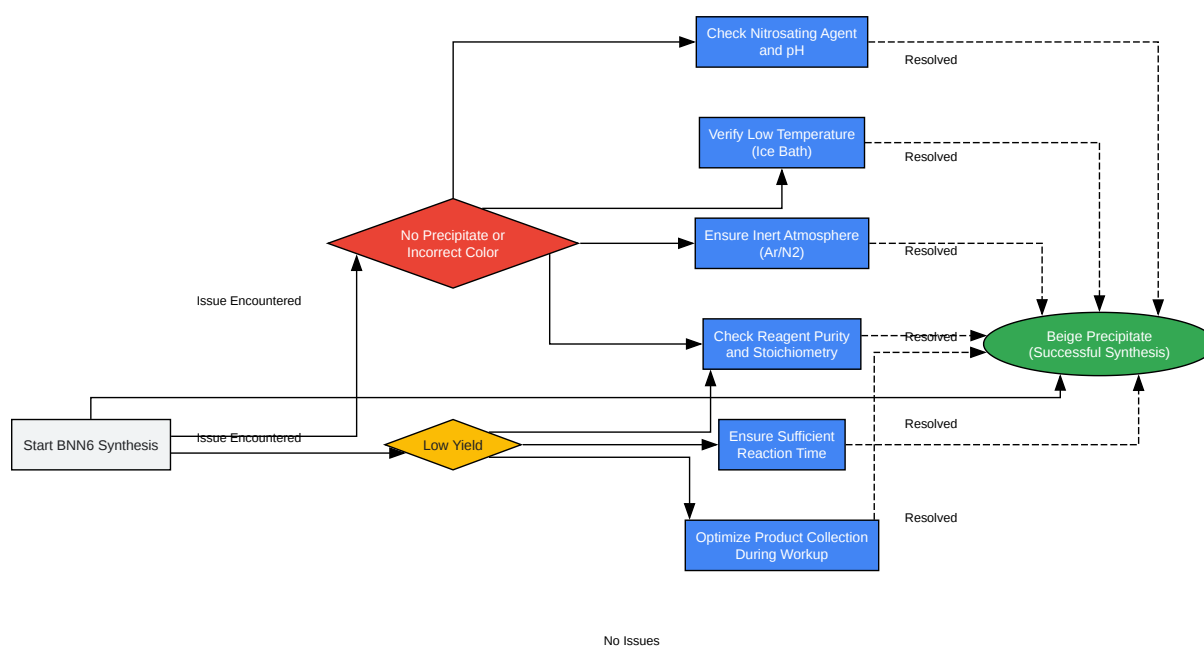 Check Nitrosating Agent
and pH
Resolved
Verify Low Temperature
(Ice Bath)
Resolved
No Precipitate or
Incorrect Color
Ensure Inert Atmosphere
(Ar/N2)
Resolved
Issue Encountered
Check Reagent Purity
and Stoichiometry
Resolved
Beige Precipitate
(Successful Synthesis)
Start BNN6 Synthesis
Issue Encountered
Low Yield
Ensure Sufficient
Reaction Time
Resolved
Optimize Product Collection
During Workup
Resolved
No Issues